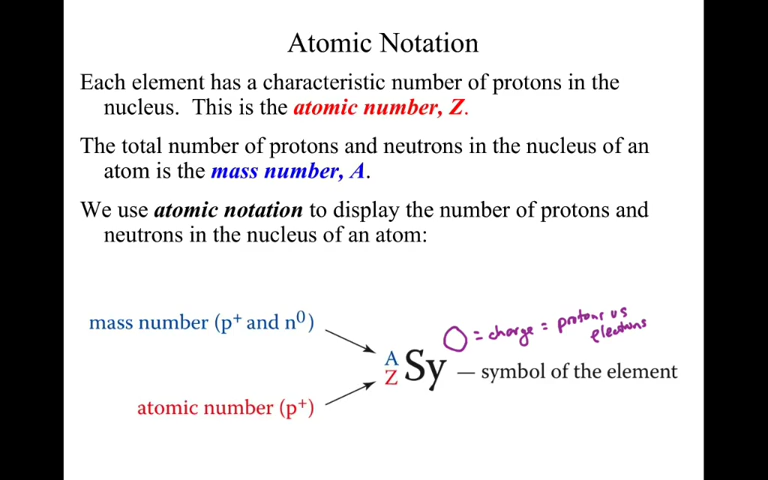 Atomic Notation
Each element has a characteristic number of protons in the
nucleus. This is the atomic number, Z.
The total number of protons and neutrons in the nucleus of an
atom is the mass number, A.
We use atomic notation to display the number of protons and
neutrons in the nucleus of an atom:
mass number (p⁺ and n⁰)
= charge = protons vs
electrons
A
Z
Sy — symbol of the element
atomic number (p⁺)